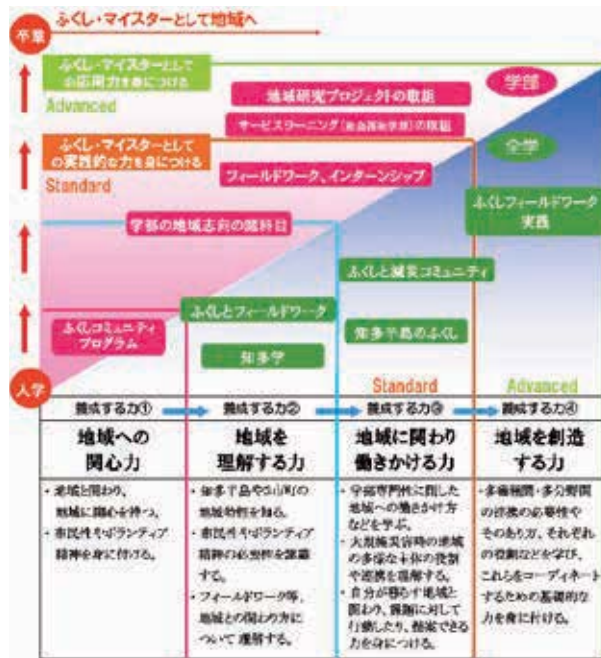 卒業
ふくし・マイスターとして地域へ
ふくし・マイスターとして
の応用力を身につける
Advanced
学部
地域研究プロジェクトの取組
サービスラーニング(社会福祉学部)の取組
ふくし・マイスターとして
の実践的な力を身につける
全学
Standard
フィールドワーク、インターンシップ
ふくしフィールドワーク
実践
学部の地域志向の諸科目
ふくしと減災コミュニティ
ふくしコミュニティ
プログラム
ふくしとフィールドワーク
知多学
知多半島のふくし
入学
Standard
Advanced
養成する力①
養成する力②
養成する力③
養成する力④
地域への
関心力
地域を
理解する力
地域に関わり
働きかける力
地域を創造
する力
・地域と関わり、
地域に関心を持つ。
・市民性やボランティア
精神を身に付ける。
・知多半島や の
地域特性を知る。
・市民性やボランティア
精神の必要性を認識
する。
・フィールドワーク等、
地域との関わり方に
ついて理解する。
・学部専門性に即した
地域への働きかけ方
などを学ぶ。
・大規模災害時の地域
の多様な主体の役割
や連携を理解する。
・自分が暮らす地域と
関わり、課題に対して
行動したり、提案できる
力を身につける。
・多職種間・多分野間
の連携の必要性や
そのあり方、それぞれ
の役割などを学び、
これらをコーディネート
するための基礎的な
力を身に付ける。